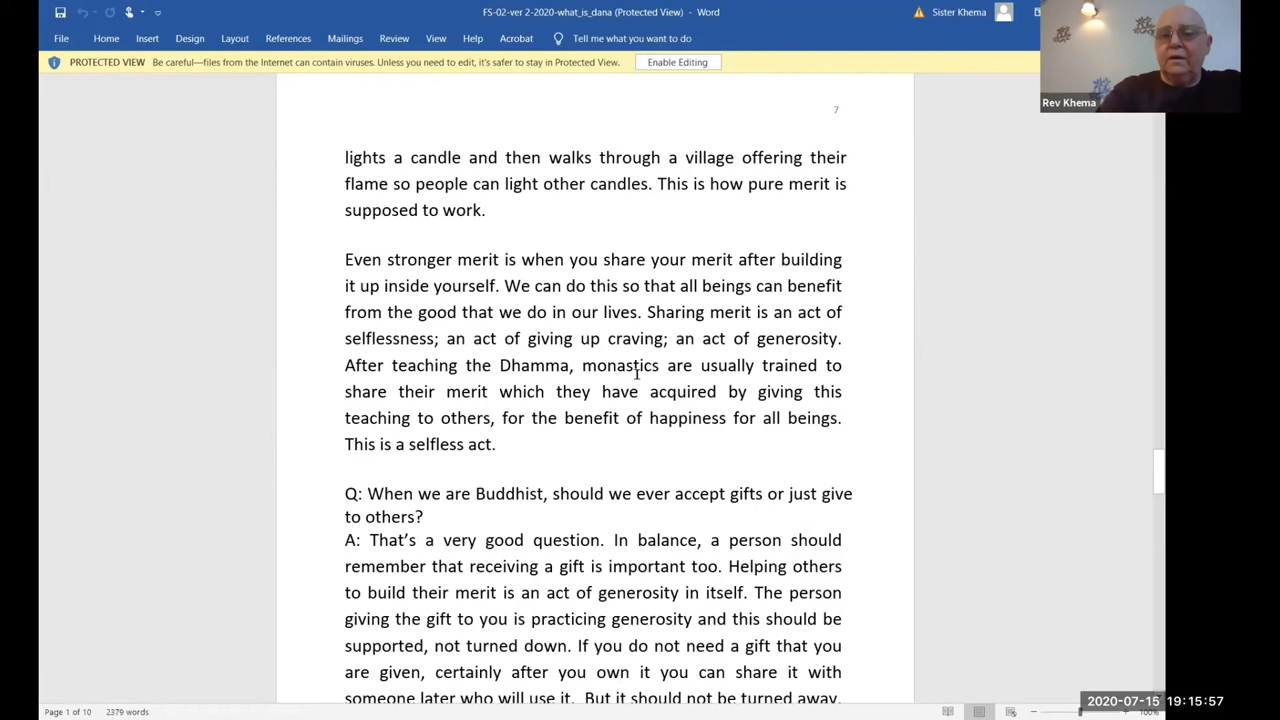 FS-02-ver 2-2020-what_is_dana (Protected View) - Word
Sister Khema
File Home Insert Design Layout References Mailings Review View Help Acrobat Tell me what you want to do
PROTECTED VIEW Be careful—files from the Internet can contain viruses. Unless you need to edit, it's safer to stay in Protected View. Enable Editing
Rev Khema
7
lights a candle and then walks through a village offering their
flame so people can light other candles. This is how pure merit is
supposed to work.
Even stronger merit is when you share your merit after building
it up inside yourself. We can do this so that all beings can benefit
from the good that we do in our lives. Sharing merit is an act of
selflessness; an act of giving up craving; an act of generosity.
After teaching the Dhamma, monastics are usually trained to
share their merit which they have acquired by giving this
teaching to others, for the benefit of happiness for all beings.
This is a selfless act.
Q: When we are Buddhist, should we ever accept gifts or just give
to others?
A: That's a very good question. In balance, a person should
remember that receiving a gift is important too. Helping others
to build their merit is an act of generosity in itself. The person
giving the gift to you is practicing generosity and this should be
supported, not turned down. If you do not need a gift that you
are given, certainly after you own it you can share it with
someone later who will use it. But it should not be turned away.
2020-07-15 19:15:57
Page 1 of 10 2379 words
100%